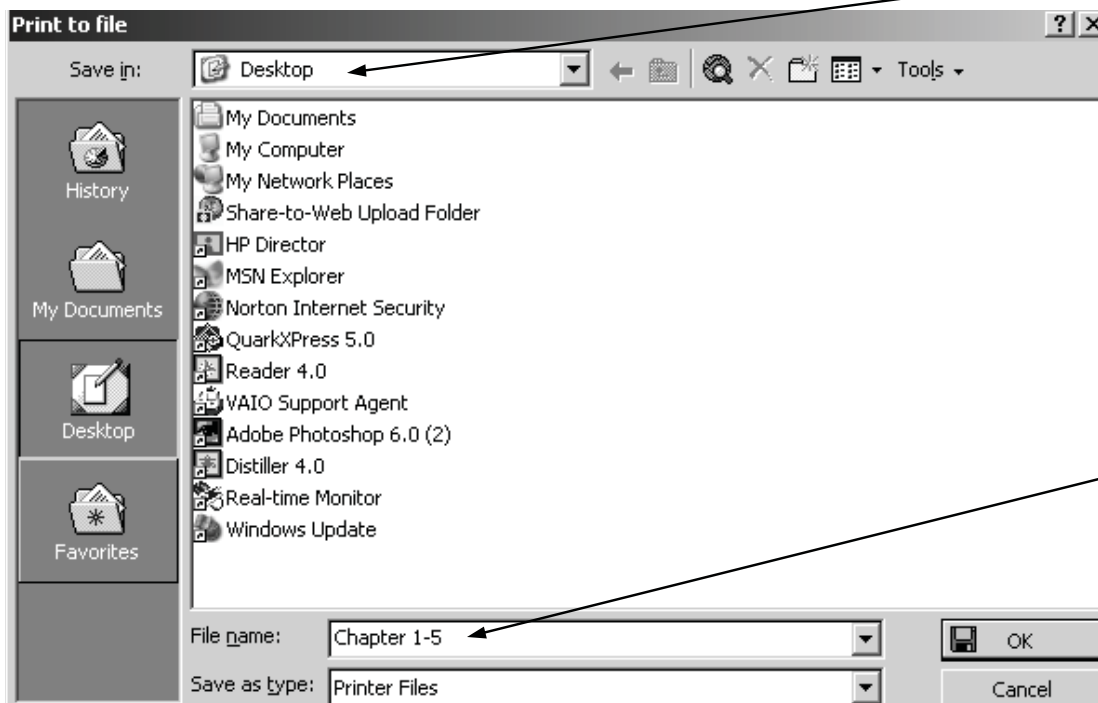 Print to file
Save in: Desktop Tools
My Documents
My Computer
My Network Places
Share-to-Web Upload Folder
HP Director
MSN Explorer
Norton Internet Security
QuarkXPress 5.0
Reader 4.0
VAIO Support Agent
Adobe Photoshop 6.0 (2)
Distiller 4.0
Real-time Monitor
Windows Update
History
My Documents
Desktop
Favorites
File name: Chapter 1-5 OK
Save as type: Printer Files Cancel